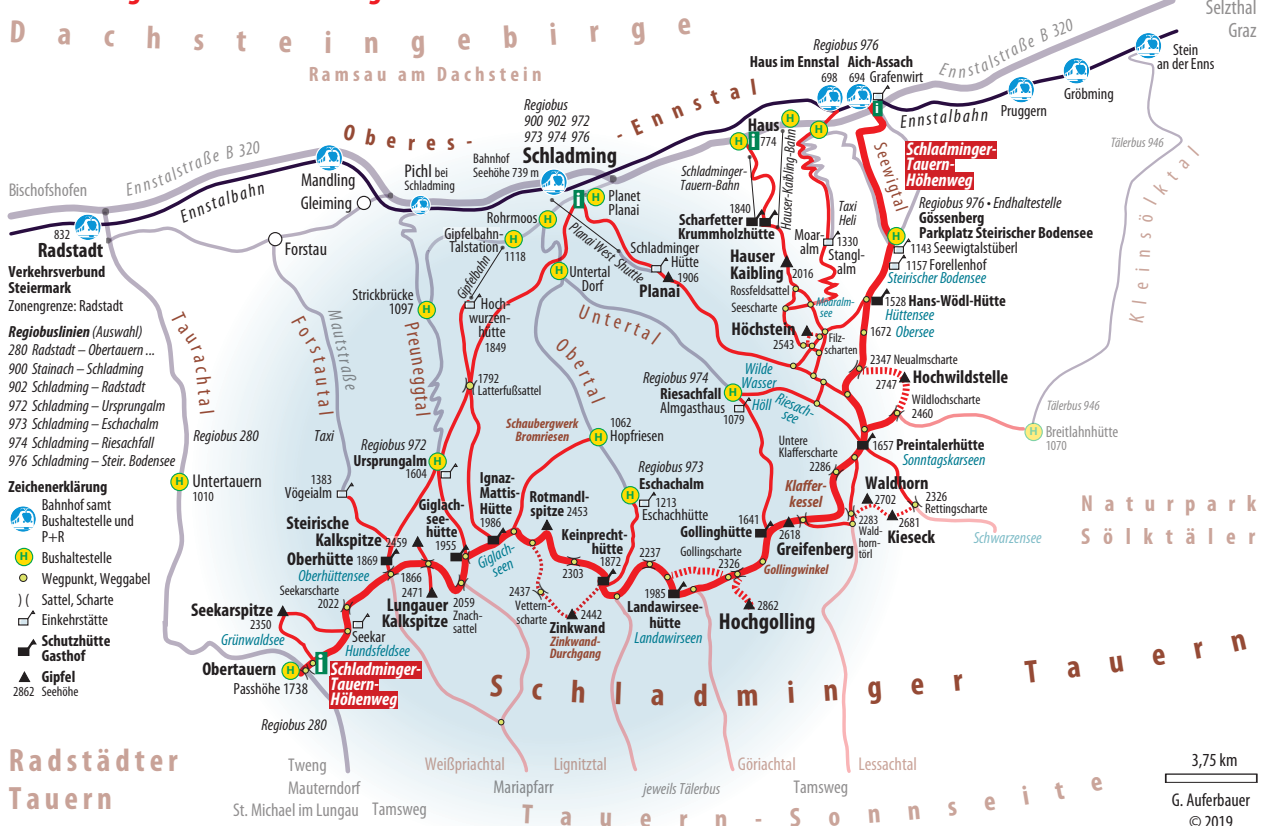 Dachsteingebirge
Ramsau am Dachstein
Selzthal
Graz
Ennstalstraße B 320
Stein
an der Enns
Gröbming
Pruggern
Ennstalbahn
Regiobus 976
Haus im Ennstal
698
Aich-Assach
694
Grafenwirt
Regiobus
900 902 972
973 974 976
Oberes-
-Ennstal
Bahnhof
Seehöhe 739 m
Schladming
Haus
774
Schladminger-
Tauern-
Höhenweg
Seewigtal
Tälerbus 946
Kleinsölktal
Ennstalstraße B 320
Bischofshofen
Ennstalbahn
Mandling
Gleiming
Pichl bei
Schladming
Planet
Planai
Rohrmoos
Gipfelbahn-
Talstation
1118
Gipfelbahn
Planai West Shuttle
Schladminger-
Tauern-Bahn
Hauser-Kaibling-Bahn
Taxi
Heli
Regiobus 976 • Endhaltestelle
Gössenberg
Parkplatz Steirischer Bodensee
1143 Seewigtalstüberl
1157 Forellenhof
Steirischer Bodensee
832
Radstadt
Forstau
1840
Scharfetter
Krummholzhütte
Moar-
alm
1330
Stangl-
alm
Schladminger
Hütte
1906
Planai
Hauser
Kaibling
2016
Rossfeldsattel
Seescharte
Moaralm-
see
1528 Hans-Wödl-Hütte
Hüttensee
1672 Obersee
Verkehrsverbund
Steiermark
Zonengrenze: Radstadt
Regiobuslinien (Auswahl)
280 Radstadt – Obertauern ...
900 Stainach – Schladming
902 Schladming – Radstadt
972 Schladming – Ursprungalm
973 Schladming – Eschachalm
974 Schladming – Riesachfall
976 Schladming – Steir. Bodensee
Zeichenerklärung
Bahnhof samt
Bushaltestelle und
P+R
Bushaltestelle
Wegpunkt, Weggabel
Sattel, Scharte
Einkehrstätte
Schutzhütte
Gasthof
Gipfel
2862 Seehöhe
Taurachtal
Forstautal
Mautstraße
Strickbrücke
1097
Preuneggtal
Hoch-
wurzen-
hütte
1849
Untertal
Dorf
Untertal
Obertal
Höchstein
2543
Filz-
scharten
2347 Neualmscharte
2747
Hochwildstelle
Wildlochscharte
2460
Wilde
Wasser
Regiobus 974
Riesachfall
Almgasthaus
1079
Höll
Riesach-
see
1792
Latterfußsattel
Schaubergwerk
Bromriesen
1062
Hopfriesen
Tälerbus 946
Breitlahnhütte
1070
Regiobus 280
Taxi
Regiobus 972
Ursprungalm
1604
1383
Vögeialm
Untertauern
1010
Untere
Klafferscharte
2286
1657 Preintalerhütte
Sonntagskarseen
Klaffer-
kessel
Regiobus 973
Eschachalm
1213
Eschachhütte
Ignaz-
Mattis-
Hütte
1986
Rotmandl-
spitze 2453
Giglach-
see-
hütte
1955
Giglach-
seen
Steirische
Kalkspitze
2459
Oberhütte 1869
Oberhüttensee
1866
2471
Lungauer
Kalkspitze
2059
Znach-
sattel
Keinprecht-
hütte
1872
2303
2237
2437
Vettern-
scharte
2442
Zinkwand
Zinkwand-
Durchgang
1641
Gollinghütte
Gollingscharte
2326
2618
Greifenberg
Gollingwinkel
Waldhorn
2702
2326
Rettingscharte
2283
Wald-
horn-
törl
2681
Kieseck
Schwarzensee
Naturpark
Sölktäler
1985
Landawirsee-
hütte
Landawirseen
2862
Hochgolling
Seekarscharte
2022
Seekarspitze
2350
Grünwaldsee
Seekar
Hundsfeldsee
Obertauern
Passhöhe 1738
Schladminger-
Tauern-
Höhenweg
Schladminger Tauern
Regiobus 280
Radstädter
Tauern
Tweng
Mauterndorf
St. Michael im Lungau
Tamsweg
Weißpriachtal
Mariapfarr
Lignitztal
jeweils Tälerbus
Göriachtal
Tamsweg
Lessachtal
Tauern-Sonnseite
3,75 km
G. Auferbauer
© 2019